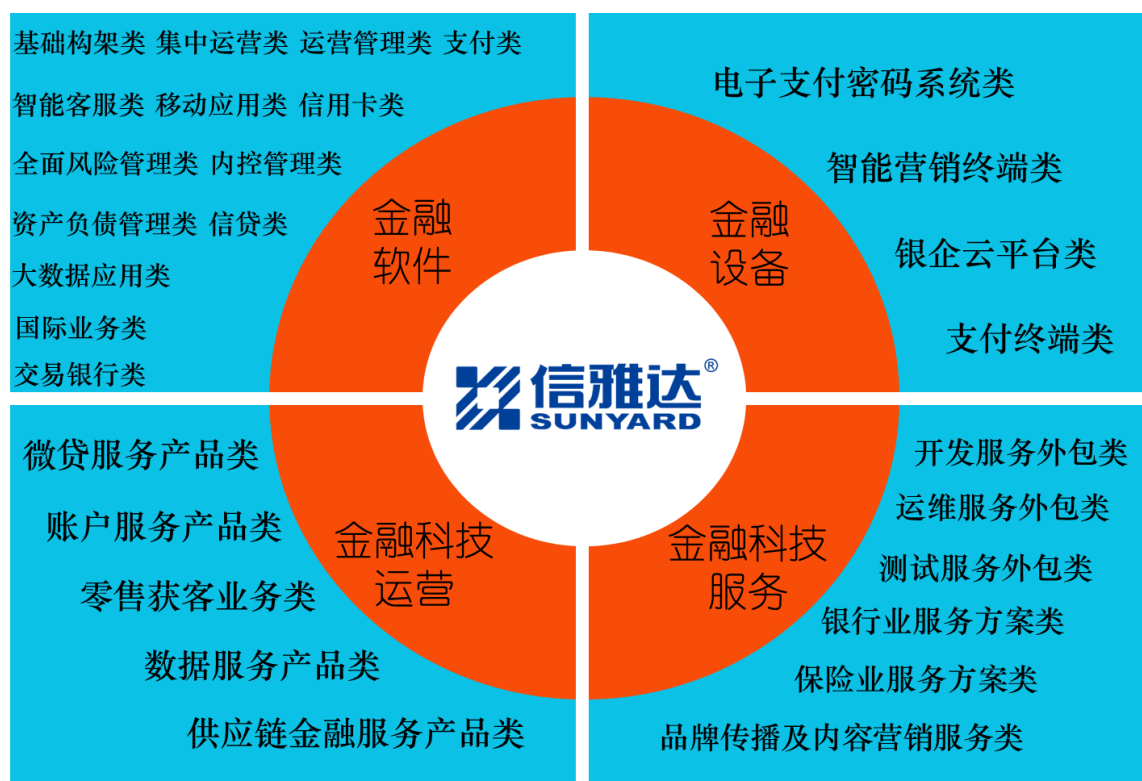 基础构架类 集中运营类 运营管理类 支付类
智能客服类 移动应用类 信用卡类
全面风险管理类 内控管理类
资产负债管理类 信贷类
大数据应用类
国际业务类
交易银行类
金融
软件
电子支付密码系统类
智能营销终端类
银企云平台类
支付终端类
金融
设备
信雅达®
SUNYARD
微贷服务产品类
账户服务产品类
零售获客业务类
数据服务产品类
供应链金融服务产品类
金融科技
运营
开发服务外包类
运维服务外包类
测试服务外包类
银行业服务方案类
保险业服务方案类
品牌传播及内容营销服务类
金融科技
服务